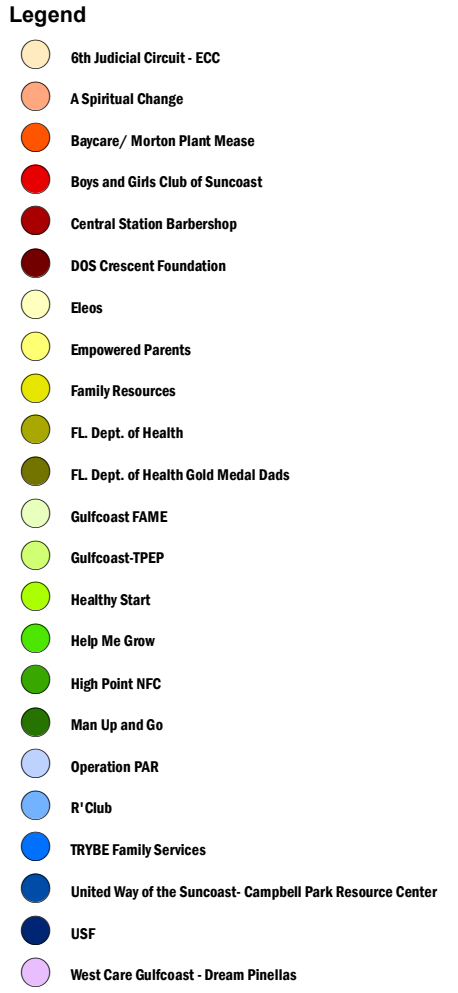 Legend
6th Judicial Circuit - ECC
A Spiritual Change
Baycare/ Morton Plant Mease
Boys and Girls Club of Suncoast
Central Station Barbershop
DOS Crescent Foundation
Eleos
Empowered Parents
Family Resources
FL. Dept. of Health
FL. Dept. of Health Gold Medal Dads
Gulfcoast FAME
Gulfcoast-TPEP
Healthy Start
Help Me Grow
High Point NFC
Man Up and Go
Operation PAR
R'Club
TRYBE Family Services
United Way of the Suncoast- Campbell Park Resource Center
USF
West Care Gulfcoast - Dream Pinellas